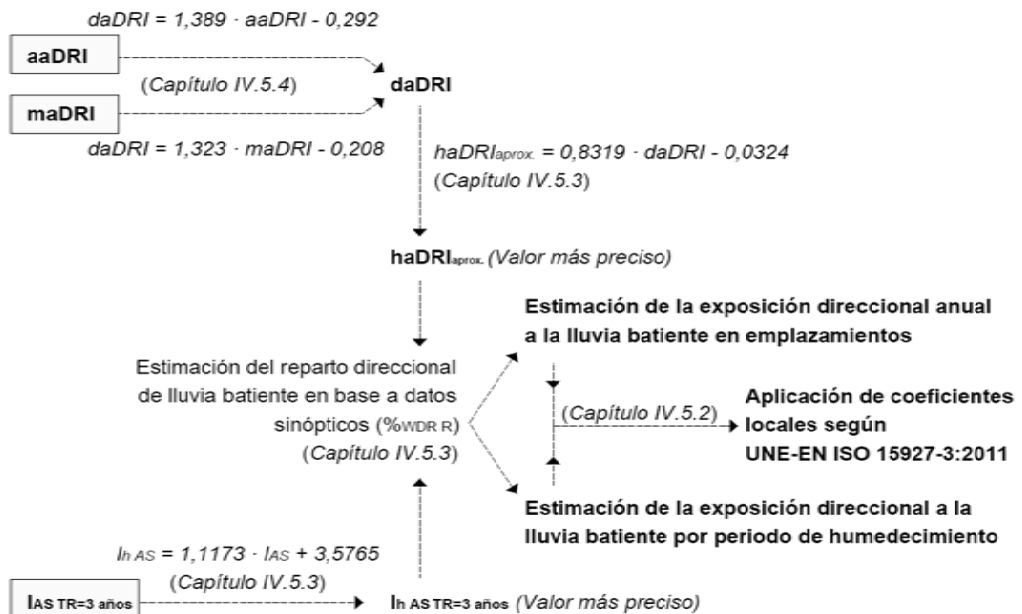 daDRI = 1,389 · aaDRI - 0,292
aaDRI
(Capítulo IV.5.4)
daDRI
maDRI
daDRI = 1,323 · maDRI - 0,208
haDRIaprox. = 0,8319 · daDRI - 0,0324
(Capítulo IV.5.3)
haDRIaprox. (Valor más preciso)
Estimación de la exposición direccional anual
a la lluvia batiente en emplazamientos
Estimación del reparto direccional
de lluvia batiente en base a datos
sinópticos (%WDR R)
(Capítulo IV.5.3)
(Capítulo IV.5.2)
Aplicación de coeficientes
locales según
UNE-EN ISO 15927-3:2011
Estimación de la exposición direccional a la
lluvia batiente por periodo de humedecimiento
Ih AS = 1,1173 · IAS + 3,5765
(Capítulo IV.5.3)
IAS TR=3 años
Ih AS TR=3 años (Valor más preciso)